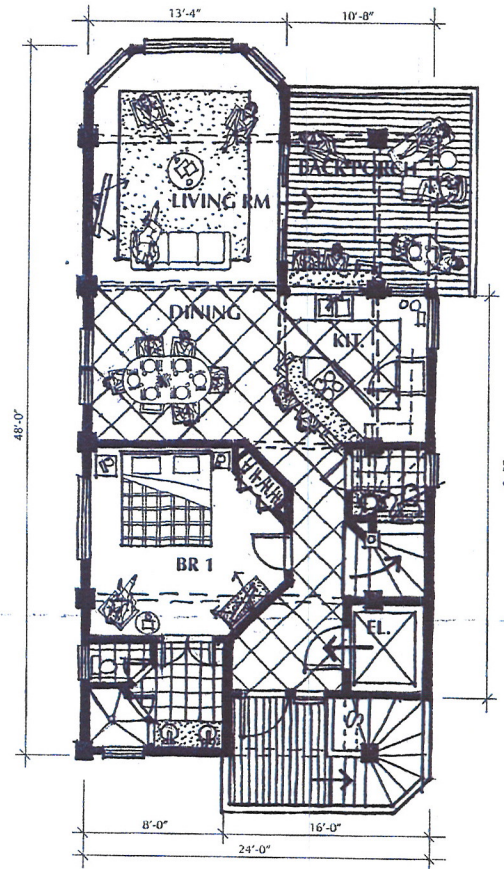 13'-4"
10'-8"
LIVING RM
BACK PORCH
DINING
KIT.
48'-0"
BR 1
EL.
8'-0"
16'-0"
24'-0"